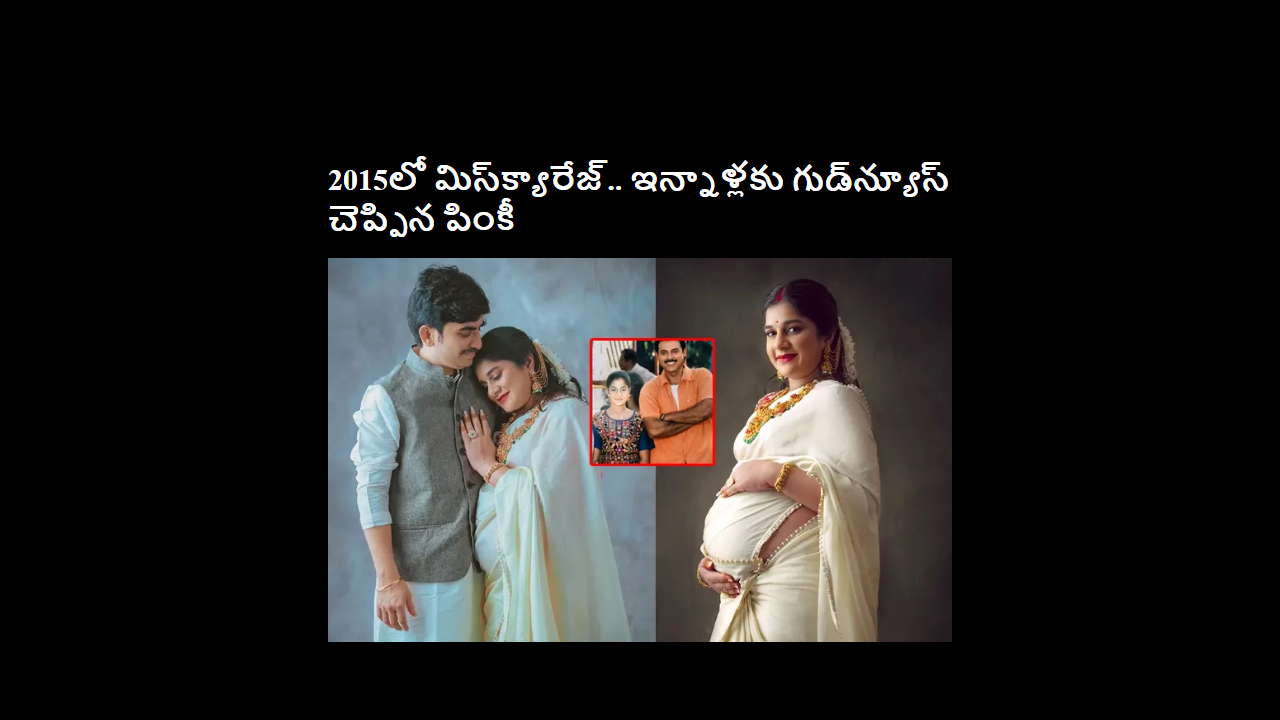 2015లో మిస్‌క్యారేజ్‌.. ఇన్నాళ్లకు గుడ్‌న్యూస్‌
చెప్పిన పింకీ